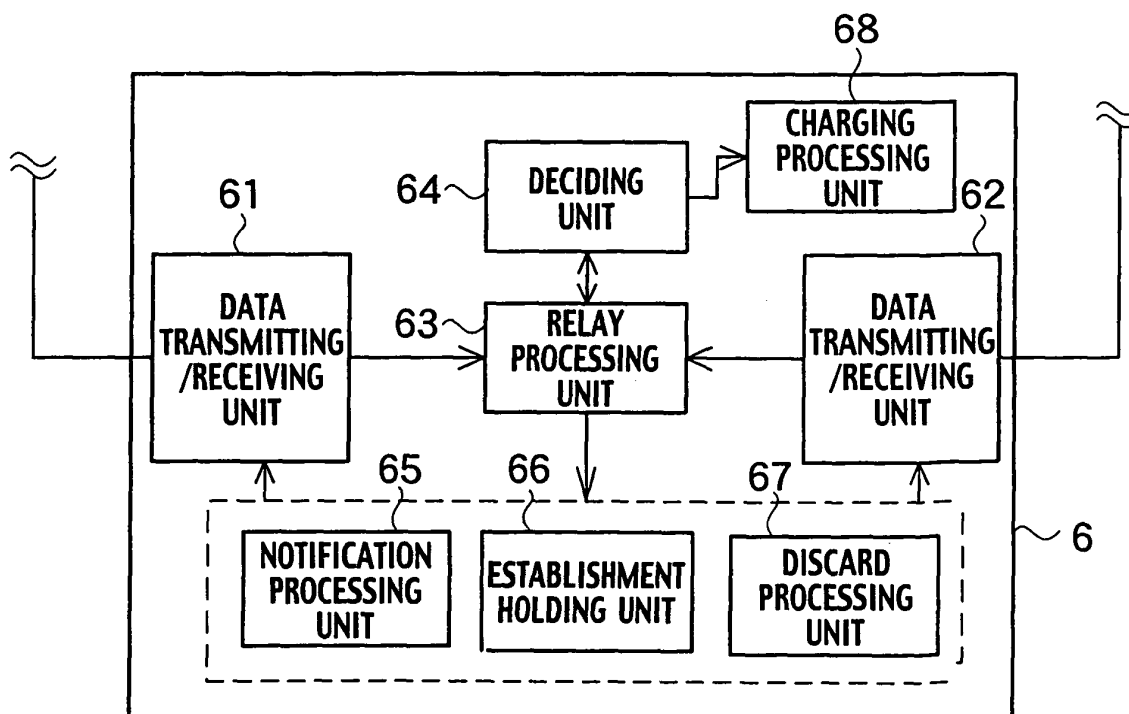 68
CHARGING
PROCESSING
UNIT
64
DECIDING
UNIT
61
62
DATA
TRANSMITTING
/RECEIVING
UNIT
63
RELAY
PROCESSING
UNIT
DATA
TRANSMITTING
/RECEIVING
UNIT
65
66
67
NOTIFICATION
PROCESSING
UNIT
ESTABLISHMENT
HOLDING UNIT
DISCARD
PROCESSING
UNIT
6